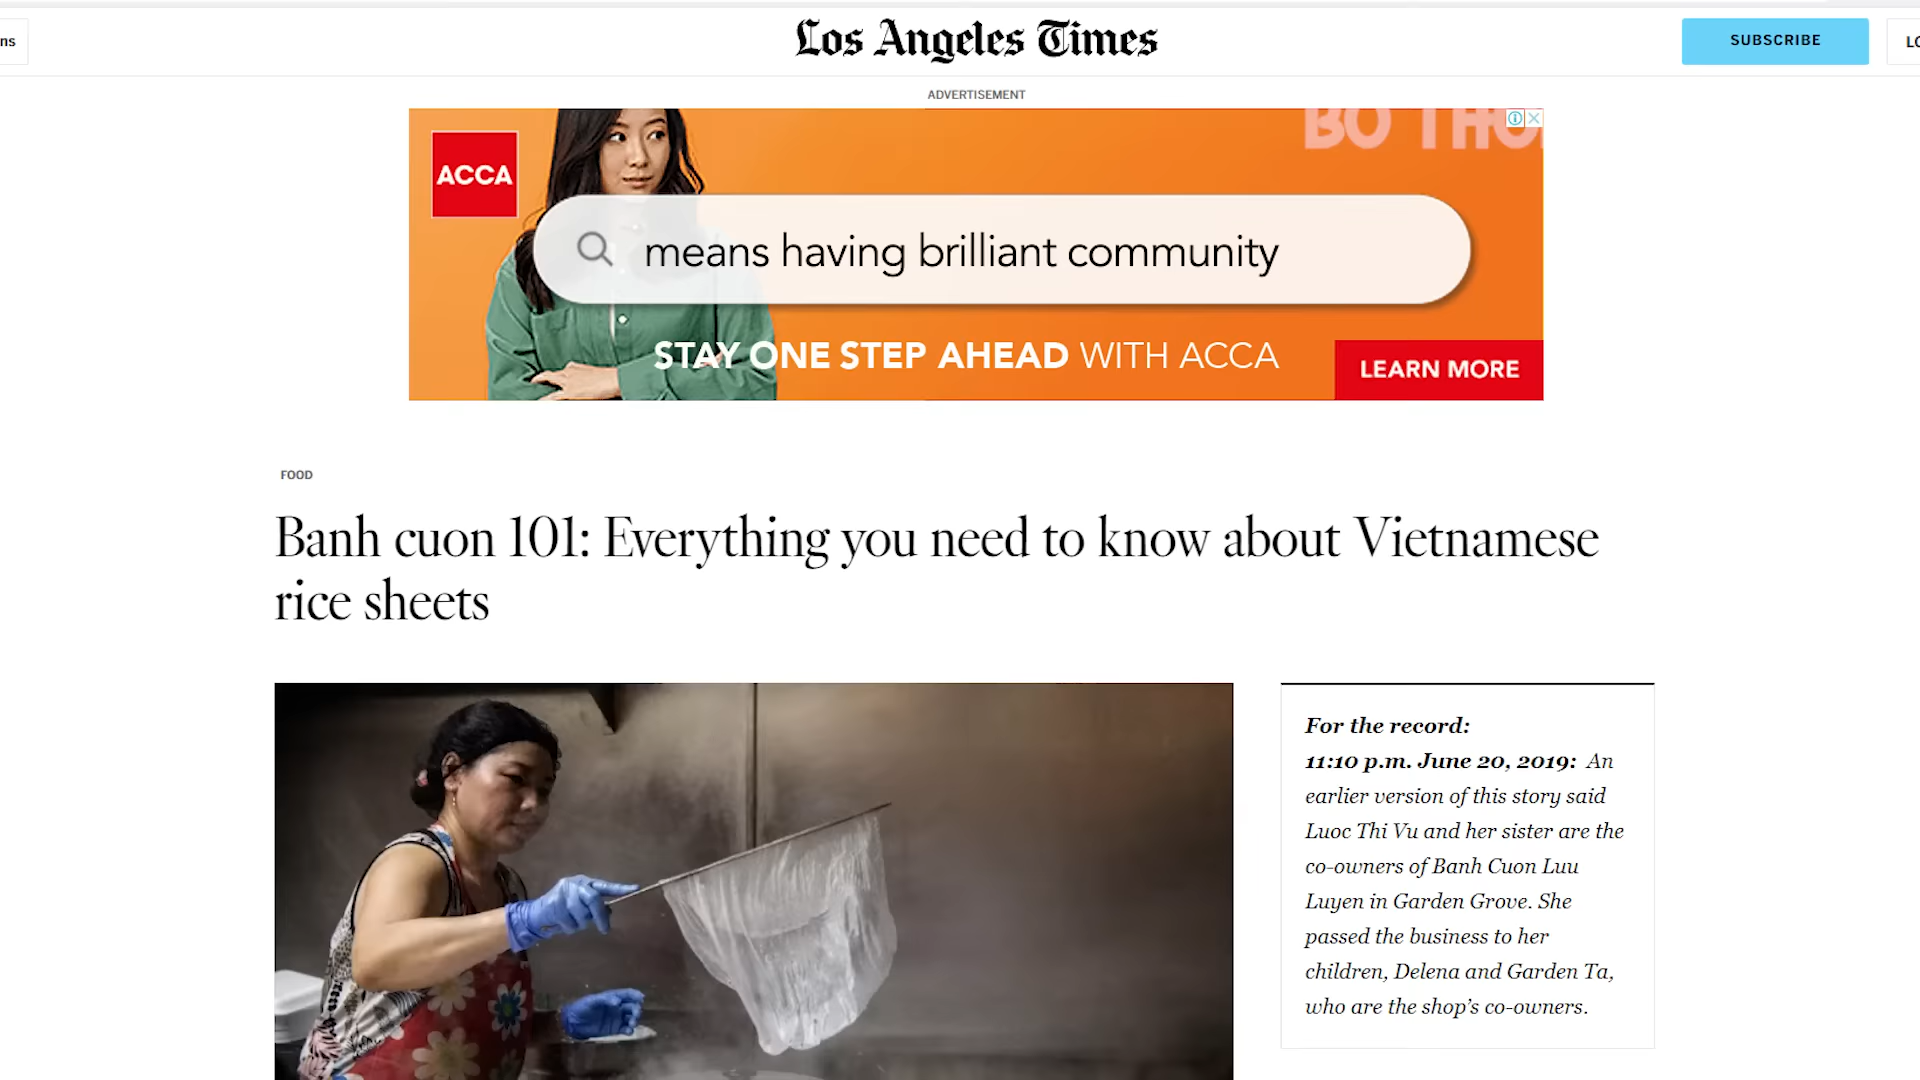 ns
Los Angeles Times
SUBSCRIBE
ADVERTISEMENT
ACCA
means having brilliant community
STAY ONE STEP AHEAD WITH ACCA
LEARN MORE
FOOD
Banh cuon 101: Everything you need to know about Vietnamese
rice sheets
For the record:
11:10 p.m. June 20, 2019: An
earlier version of this story said
Luoc Thi Vu and her sister are the
co-owners of Banh Cuon Luu
Luyen in Garden Grove. She
passed the business to her
children, Delena and Garden Ta,
who are the shop's co-owners.